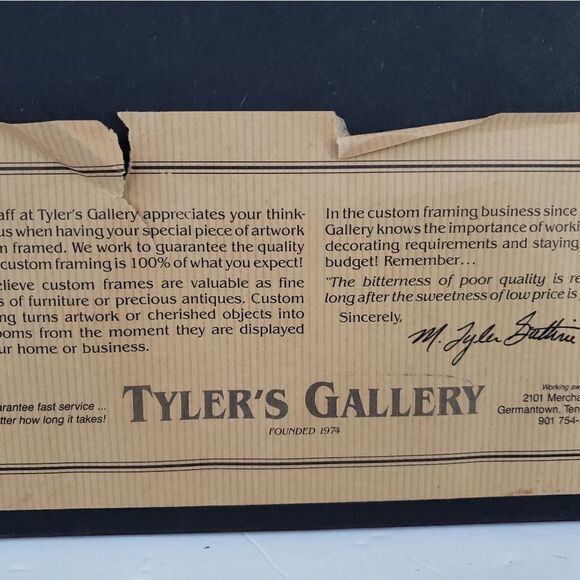 aff at Tyler's Gallery appreciates your think-
us when having your special piece of artwork
n framed. We work to guarantee the quality
custom framing is 100% of what you expect!
elieve custom frames are valuable as fine
s of furniture or precious antiques. Custom
ng turns artwork or cherished objects into
ooms from the moment they are displayed
ur home or business.
In the custom framing business since
Gallery knows the importance of worki
decorating requirements and staying
budget! Remember...
"The bitterness of poor quality is re
long after the sweetness of low price is
Sincerely,
M. Tyler Guthrie
arantee fast service ...
tter how long it takes!
TYLER'S GALLERY
FOUNDED 1974
Working aw
2101 Mercha
Germantown, Ten
901 754-